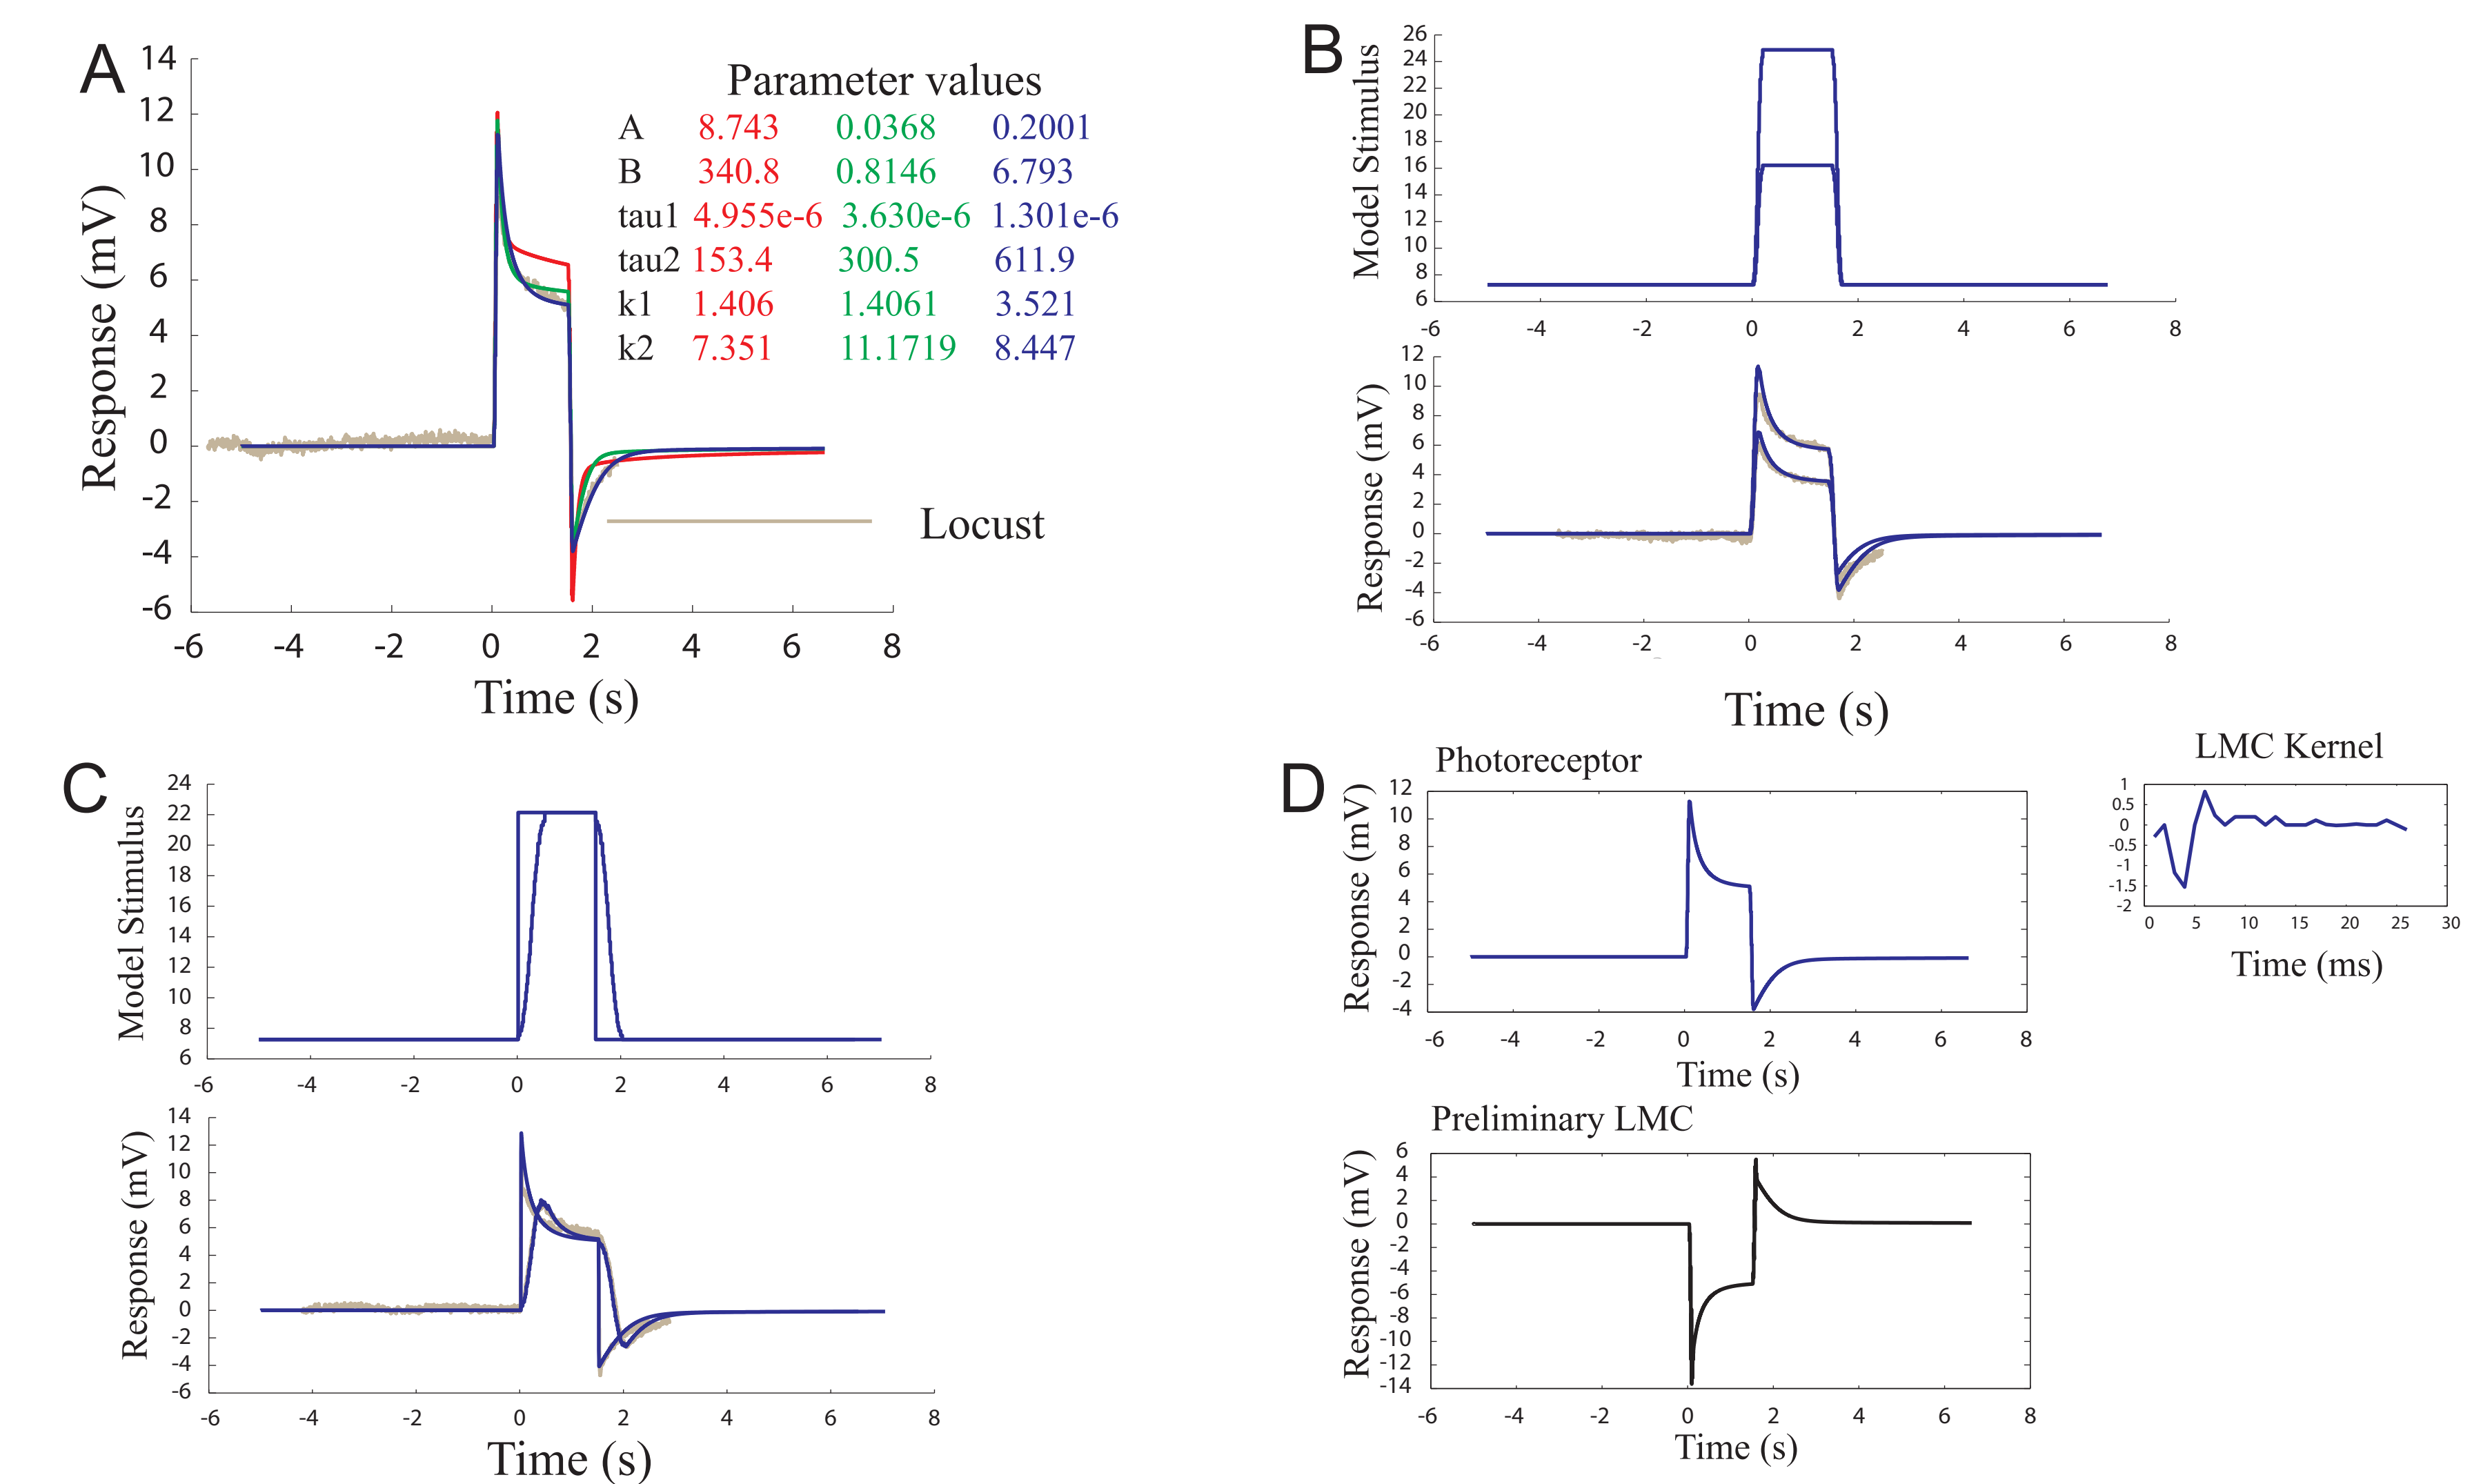 A
14
12
10
8
6
4
2
0
-2
-4
-6
-6 -4 -2 0 2 4 6 8
Response (mV)
Time (s)
Parameter values
A 8.743 0.0368 0.2001
B 340.8 0.8146 6.793
tau1 4.955e-6 3.630e-6 1.301e-6
tau2 153.4 300.5 611.9
k1 1.406 1.4061 3.521
k2 7.351 11.1719 8.447
Locust
B
Model Stimulus
26
24
22
20
18
16
14
12
10
8
6
-6 -4 -2 0 2 4 6 8
Response (mV)
12
10
8
6
4
2
0
-2
-4
-6
-6 -4 -2 0 2 4 6 8
Time (s)
C
Model Stimulus
24
22
20
18
16
14
12
10
8
6
-6 -4 -2 0 2 4 6 8
Response (mV)
14
12
10
8
6
4
2
0
-2
-4
-6
-6 -4 -2 0 2 4 6 8
Time (s)
D
Photoreceptor
Response (mV)
12
10
8
6
4
2
0
-2
-4
-6 -4 -2 0 2 4 6 8
Time (s)
LMC Kernel
1
0.5
0
-0.5
-1
-1.5
-2
0 5 10 15 20 25 30
Time (ms)
Preliminary LMC
Response (mV)
6
4
2
0
-2
-4
-6
-8
-10
-12
-14
-6 -4 -2 0 2 4 6 8
Time (s)